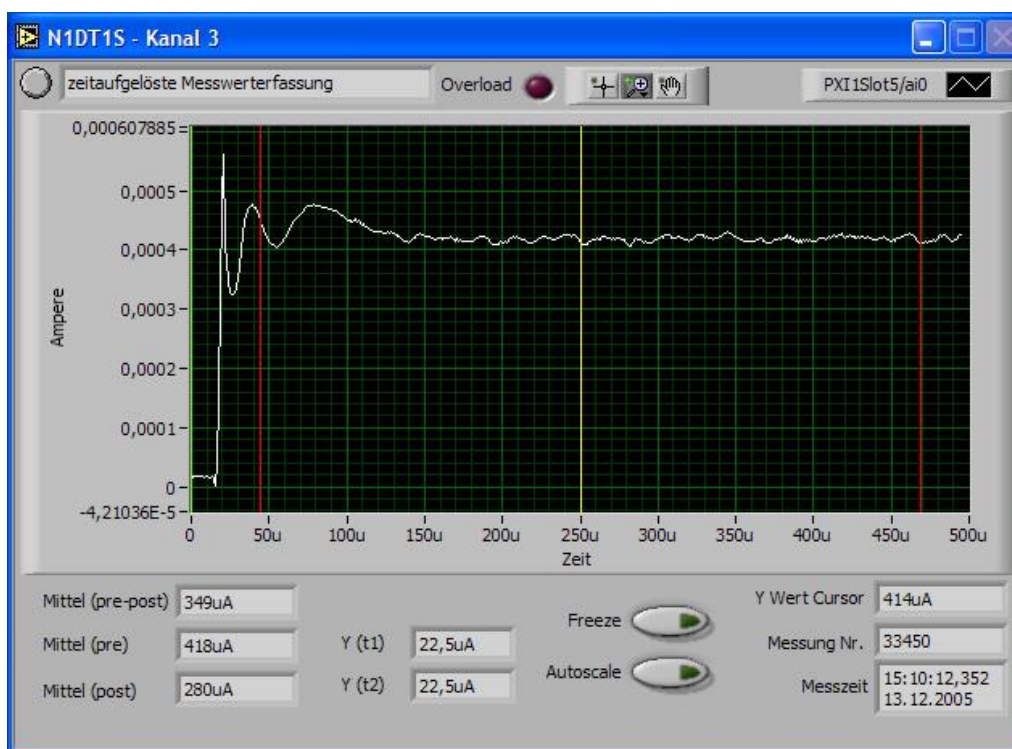 N1DT1S - Kanal 3
zeitaufgelöste Messwerterfassung
Overload
PXI1Slot5/ai0
0,000607885
0,0005
0,0004
0,0003
0,0002
0,0001
0
-4,21036E-5
Ampere
0 50u 100u 150u 200u 250u 300u 350u 400u 450u 500u
Zeit
Mittel (pre-post) 349uA
Mittel (pre) 418uA
Mittel (post) 280uA
Y (t1) 22,5uA
Y (t2) 22,5uA
Freeze
Autoscale
Y Wert Cursor 414uA
Messung Nr. 33450
Messzeit 15:10:12,352
13.12.2005